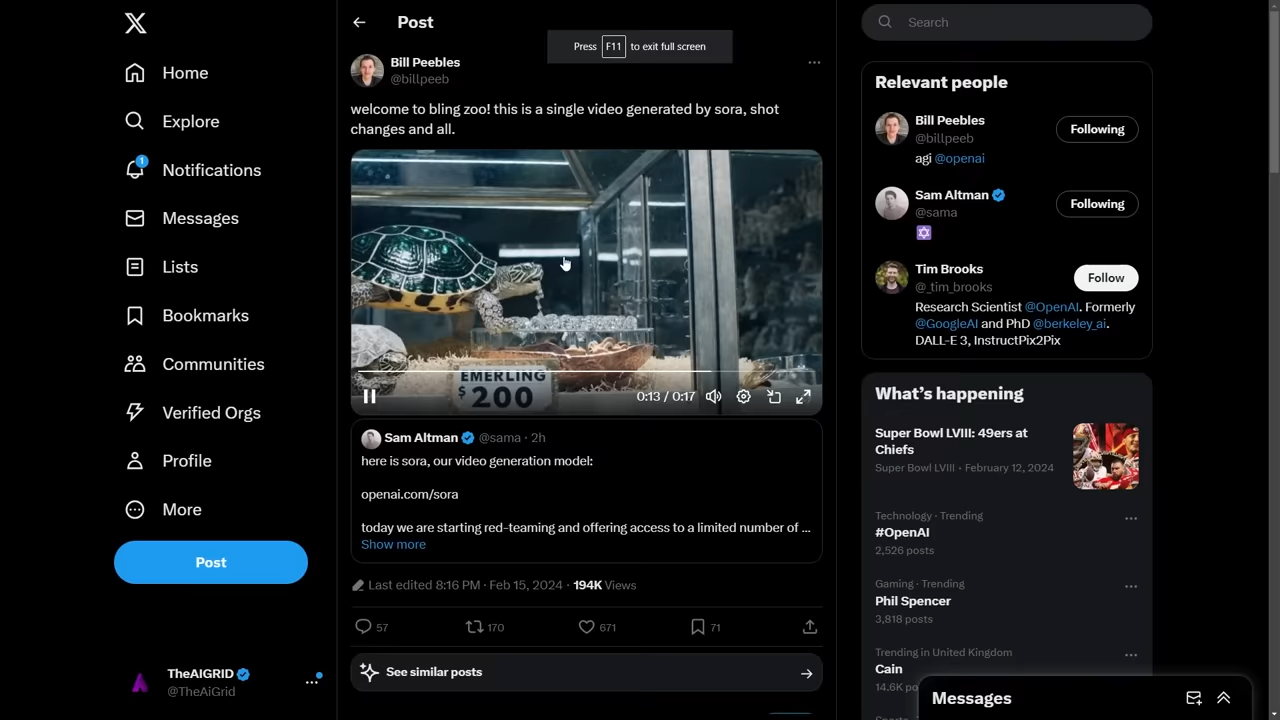 Home
Explore
1
Notifications
Messages
Lists
Bookmarks
Communities
Verified Orgs
Profile
More
Post
TheAIGRID
@TheAiGrid
Post
Press F11 to exit full screen
Bill Peebles
@billpeeb
welcome to bling zoo! this is a single video generated by sora, shot
changes and all.
EMERLING
$200
0:13 / 0:17
Sam Altman @sama · 2h
here is sora, our video generation model:
openai.com/sora
today we are starting red-teaming and offering access to a limited number of ...
Show more
Last edited 8:16 PM · Feb 15, 2024 · 194K Views
57
170
671
71
See similar posts
Search
Relevant people
Bill Peebles
@billpeeb
Following
agi @openai
Sam Altman
@sama
Following
Tim Brooks
@_tim_brooks
Follow
Research Scientist @OpenAI. Formerly
@GoogleAI and PhD @berkeley_ai.
DALL-E 3, InstructPix2Pix
What's happening
Super Bowl LVIII: 49ers at
Chiefs
Super Bowl LVIII · February 12, 2024
Technology · Trending
#OpenAI
2,526 posts
Gaming · Trending
Phil Spencer
3,818 posts
Trending in United Kingdom
Cain
14.6K
Messages